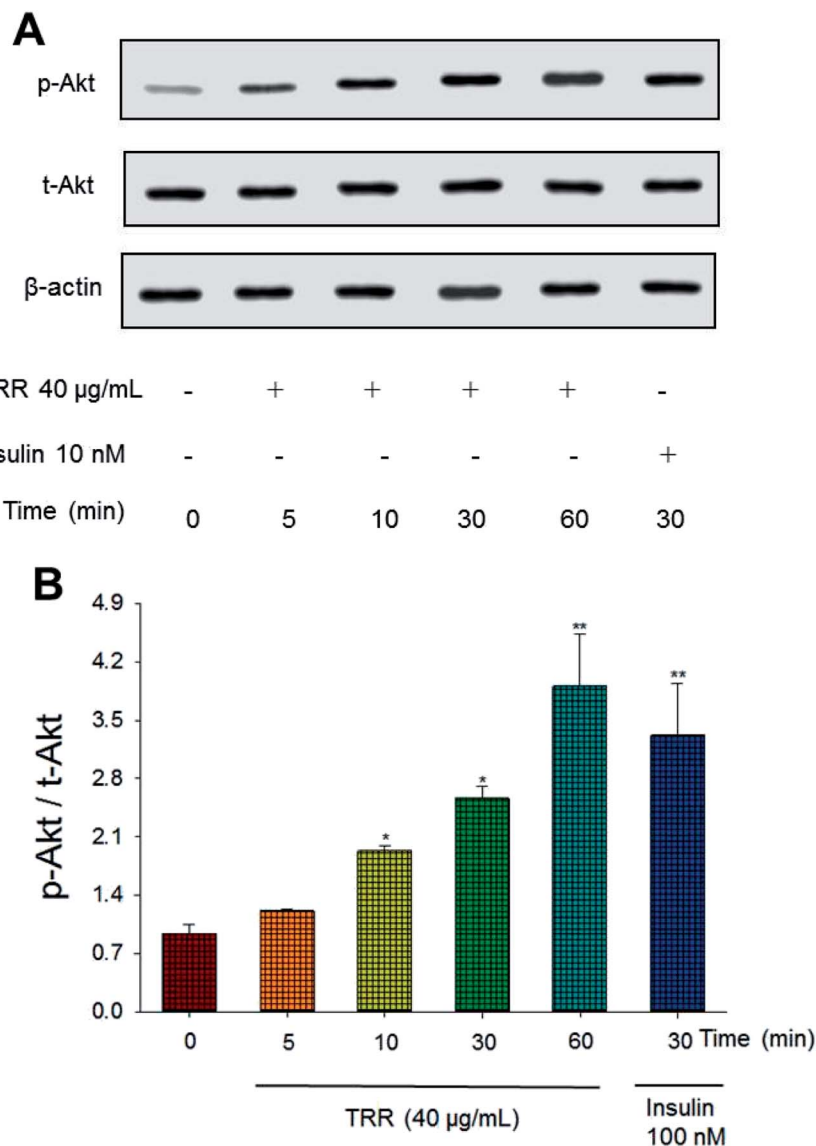 A
p-Akt
t-Akt
β-actin
RR 40 µg/mL - + + + + -
sulin 10 nM - - - - - +
Time (min) 0 5 10 30 60 30
B
p-Akt / t-Akt
4.9
4.2
3.5
2.8
2.1
1.4
0.7
0.0
* * ** **
0 5 10 30 60 30 Time (min)
TRR (40 µg/mL)
Insulin
100 nM